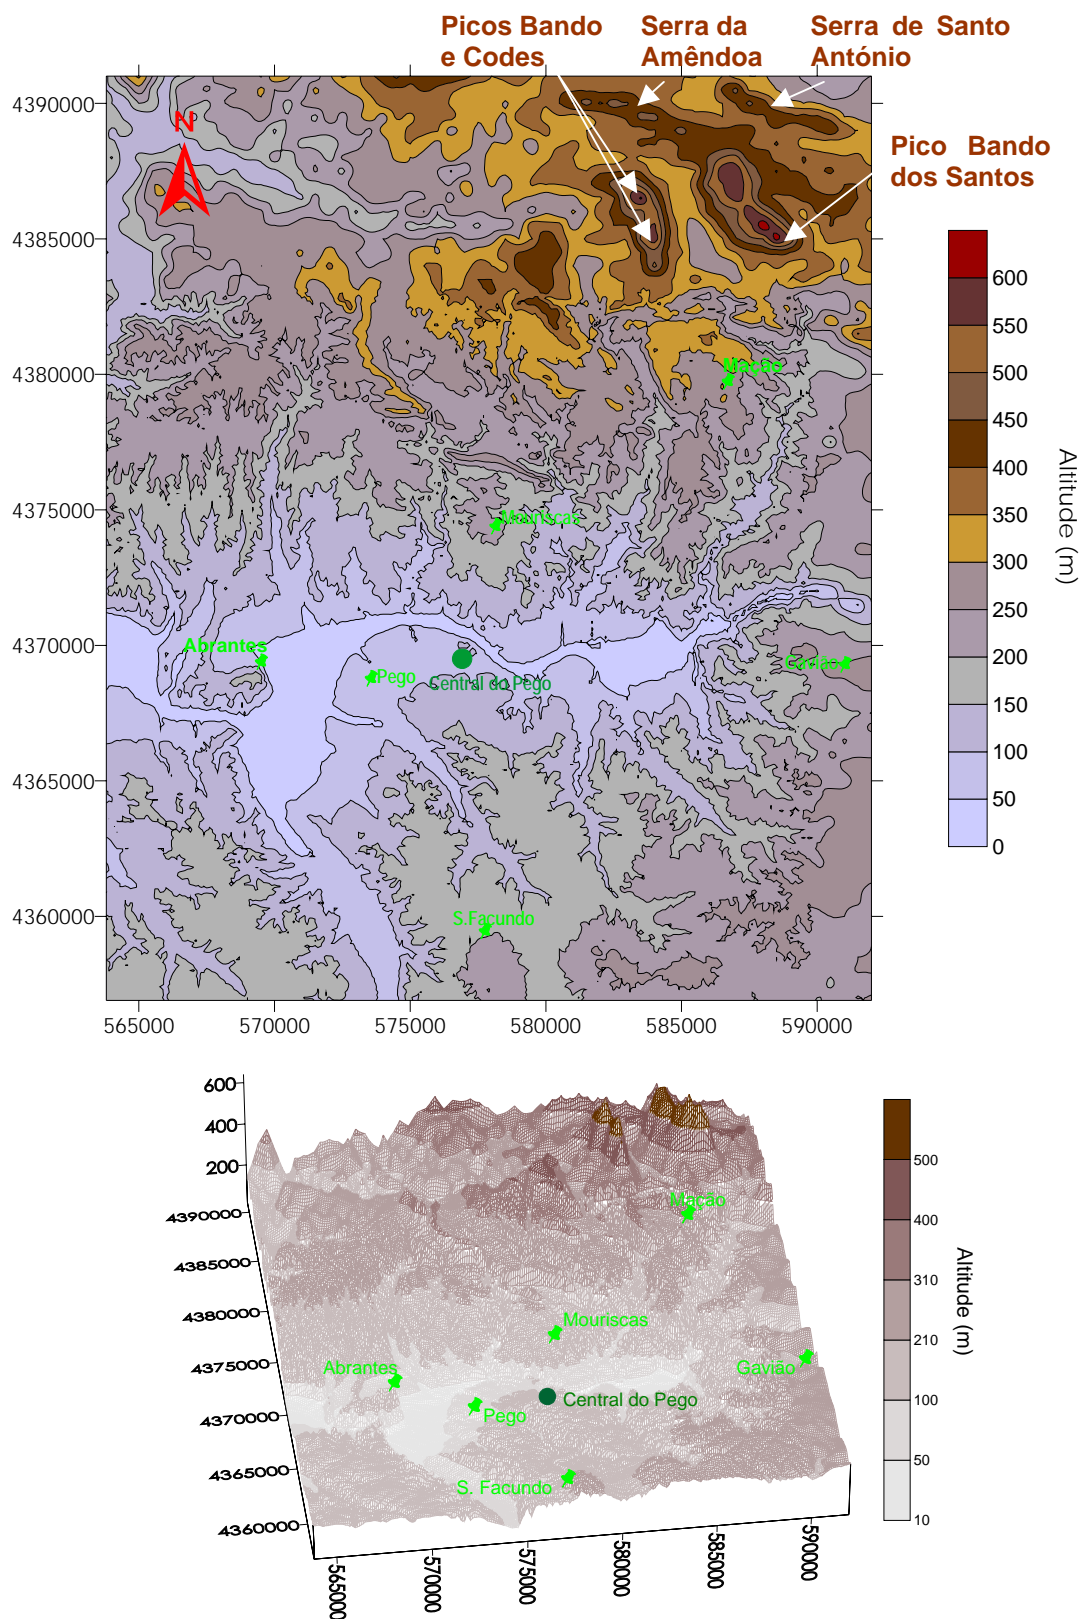 Picos Bando
e Codes
Serra da
Amêndoa
Serra de Santo
António
Pico Bando
dos Santos
N
4390000
4385000
4380000
4375000
4370000
4365000
4360000
565000
570000
575000
580000
585000
590000
Mação
Mouriscas
Abrantes
Pego
Central do Pego
Gavião
S.Facundo
600
550
500
450
400
350
300
250
200
150
100
50
0
Altitude (m)
600
400
200
4390000
4385000
4380000
4375000
4370000
4365000
4360000
565000
570000
575000
580000
585000
590000
Mação
Mouriscas
Abrantes
Gavião
Central do Pego
Pego
S. Facundo
500
400
310
210
100
50
10
Altitude (m)